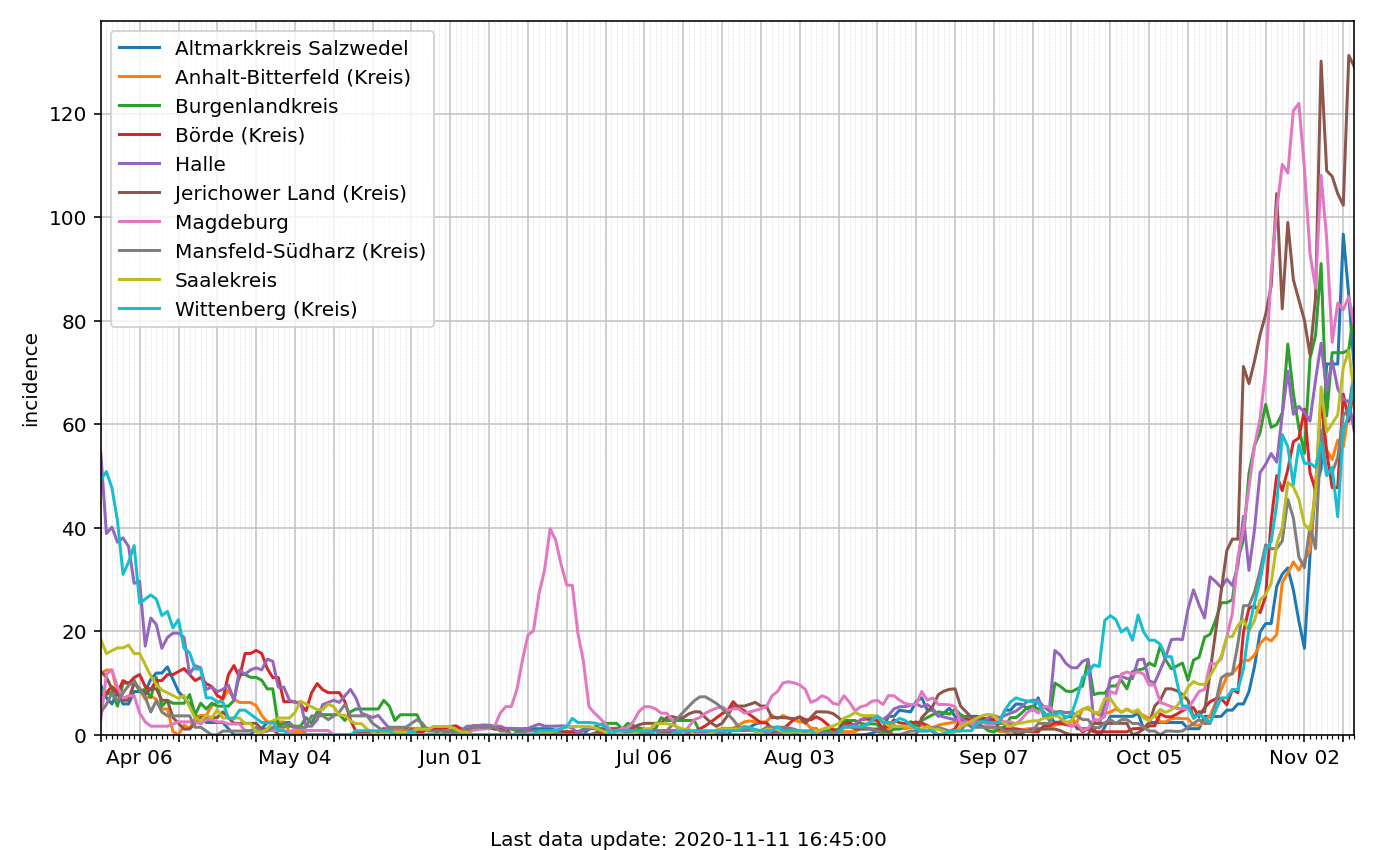 Altmarkkreis Salzwedel
Anhalt-Bitterfeld (Kreis)
Burgenlandkreis
Börde (Kreis)
Halle
Jerichower Land (Kreis)
Magdeburg
Mansfeld-Südharz (Kreis)
Saalekreis
Wittenberg (Kreis)
incidence
120
100
80
60
40
20
0
Apr 06 May 04 Jun 01 Jul 06 Aug 03 Sep 07 Oct 05 Nov 02
Last data update: 2020-11-11 16:45:00